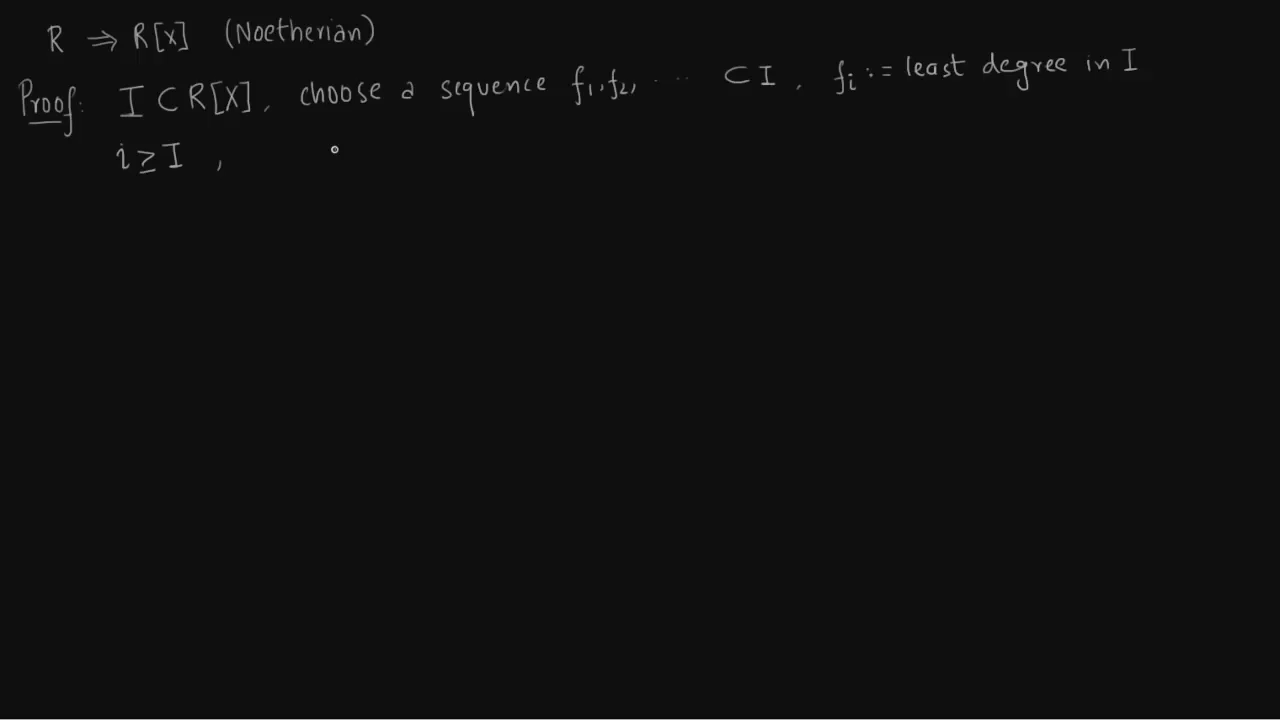 R ⇒ R[X] (Noetherian)
Proof: I ⊂ R[X], choose a sequence f₁, f₂, ... ⊂ I, fᵢ := least degree in I
i ≥ I,